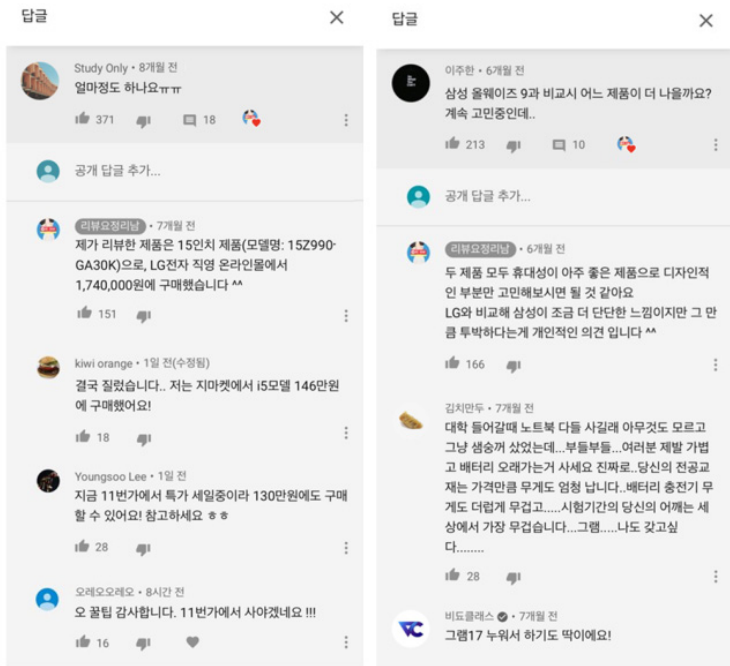 답글
Study Only • 8개월 전
얼마정도 하나요ㅠㅠ
371 18
공개 답글 추가...
리뷰요정리남 • 7개월 전
제가 리뷰한 제품은 15인치 제품(모델명: 15Z990-
GA30K)으로, LG전자 직영 온라인몰에서
1,740,000원에 구매했습니다 ^^
151
kiwi orange • 1일 전(수정됨)
결국 질렀습니다.. 저는 지마켓에서 i5모델 146만원
에 구매했어요!
18
Youngsoo Lee • 1일 전
지금 11번가에서 특가 세일중이라 130만원에도 구매
할 수 있어요! 참고하세요 ㅎㅎ
28
오레오오레오 • 8시간 전
오 꿀팁 감사합니다. 11번가에서 사야겠네요 !!!
16
답글
이주한 • 6개월 전
삼성 올웨이즈 9과 비교시 어느 제품이 더 나을까요?
계속 고민중인데..
213 10
공개 답글 추가...
리뷰요정리남 • 6개월 전
두 제품 모두 휴대성이 아주 좋은 제품으로 디자인적
인 부분만 고민해보시면 될 것 같아요
LG와 비교해 삼성이 조금 더 단단한 느낌이지만 그 만
큼 투박하다는게 개인적인 의견 입니다 ^^
166
김치만두 • 7개월 전
대학 들어갈때 노트북 다들 사길래 아무것도 모르고
그냥 샘숭꺼 샀었는데...부들부들...여러분 제발 가볍
고 배터리 오래가는거 사세요 진짜로..당신의 전공교
재는 가격만큼 무게도 엄청 납니다..배터리 충전기 무
게도 더럽게 무겁고.....시험기간의 당신의 어깨는 세
상에서 가장 무겁습니다...그램.....나도 갖고싶
다........
28
비됴클래스 • 7개월 전
그램17 누워서 하기도 딱이에요!